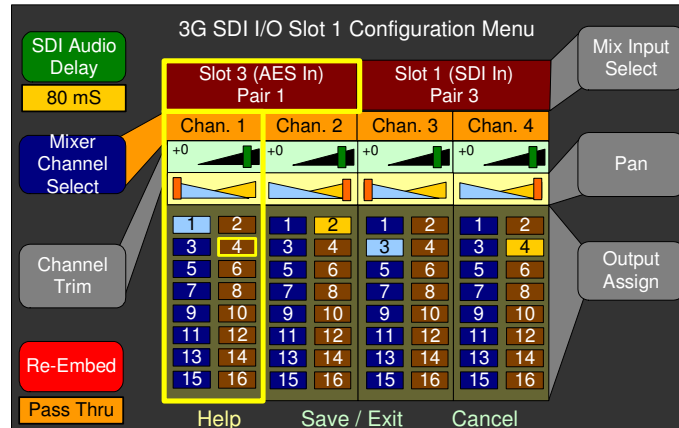 3G SDI I/O Slot 1 Configuration Menu
SDI Audio
Delay
80 mS
Mixer
Channel
Select
Channel
Trim
Re-Embed
Pass Thru
Slot 3 (AES In)
Pair 1
Slot 1 (SDI In)
Pair 3
Chan. 1 Chan. 2 Chan. 3 Chan. 4
+0 +0 +0 +0
1 2 1 2 1 2 1 2
3 4 3 4 3 4 3 4
5 6 5 6 5 6 5 6
7 8 7 8 7 8 7 8
9 10 9 10 9 10 9 10
11 12 11 12 11 12 11 12
13 14 13 14 13 14 13 14
15 16 15 16 15 16 15 16
Mix Input
Select
Pan
Output
Assign
Help Save / Exit Cancel